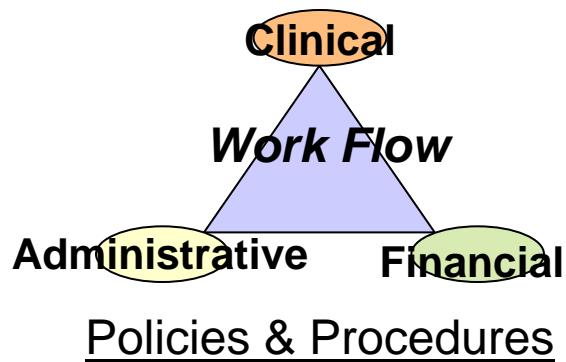 Clinical
Work Flow
Administrative
Financial
Policies & Procedures